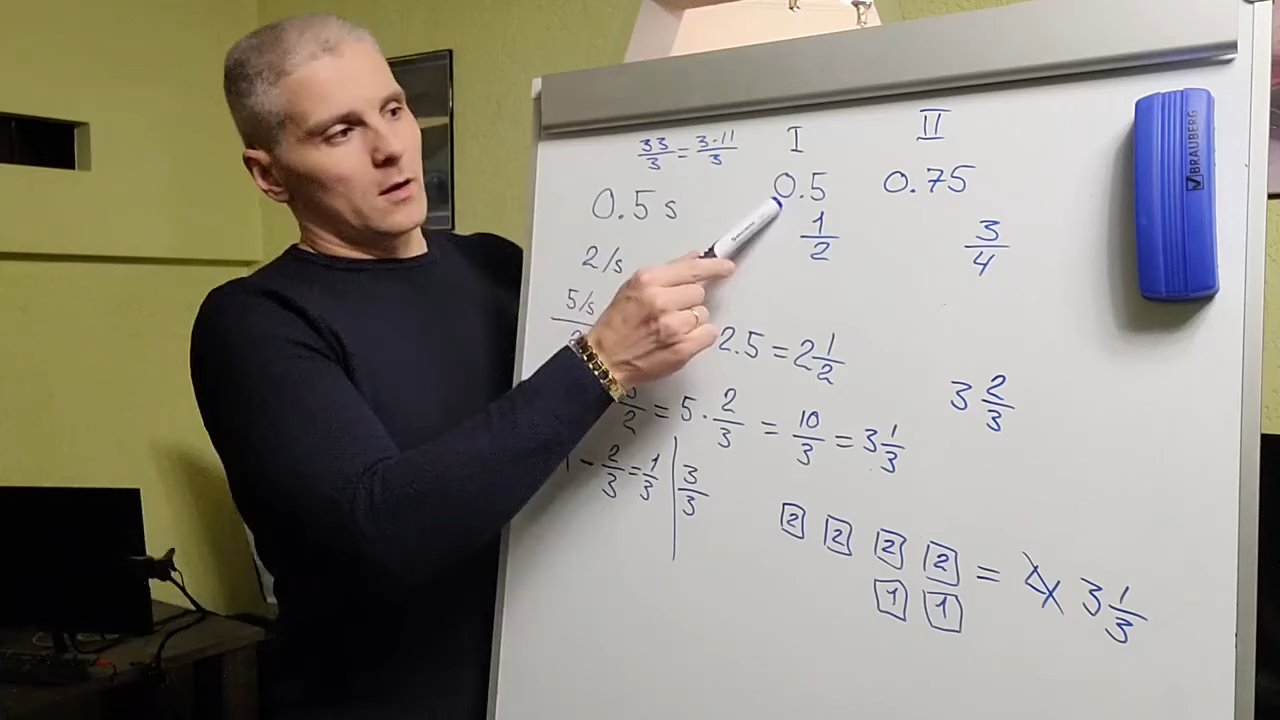 33/3 = 3·11/3
I
II
0.5 s
0.5
0.75
2/s
1/2
3/4
5/s
2.5 = 2 1/2
/2 = 5 · 2/3 = 10/3 = 3 1/3
3 2/3
- 2/3 = 1/3 | 3/3
2 2 2 2 = 4 3 1/3
1 1
BRAUBERG